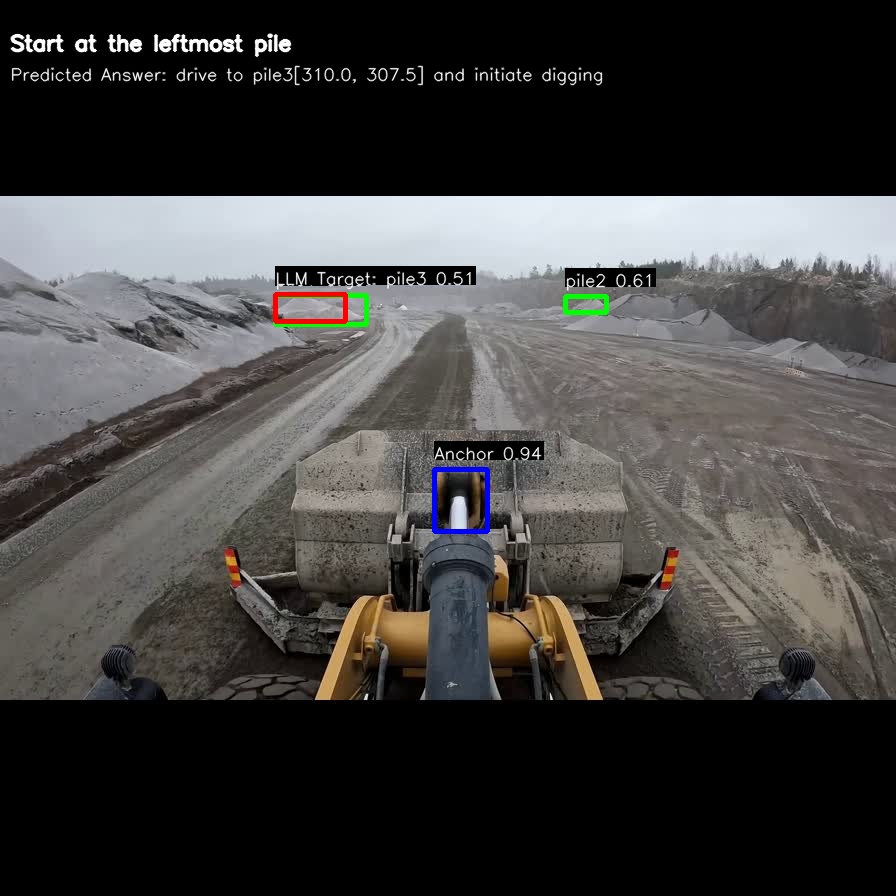 Start at the leftmost pile
Predicted Answer: drive to pile3[310.0, 307.5] and initiate digging
LLM Target: pile3 0.51
pile2 0.61
Anchor 0.94